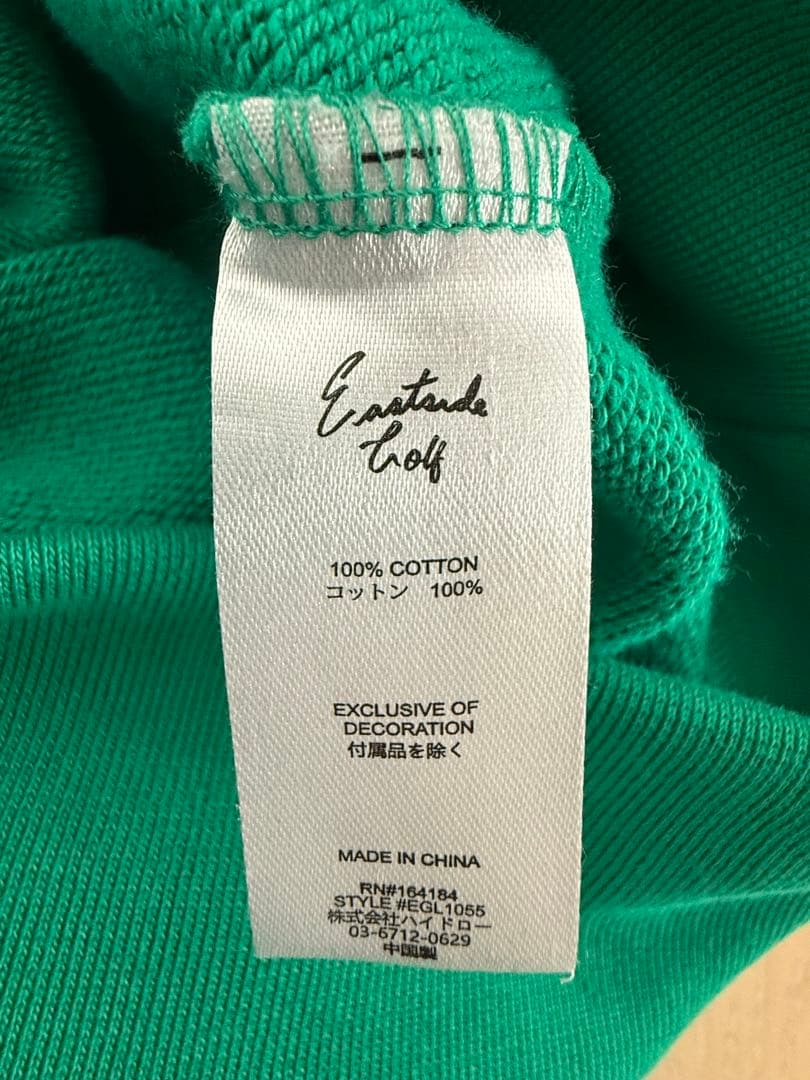 Eastside
Golf
100% COTTON
コットン 100%
EXCLUSIVE OF
DECORATION
付属品を除く
MADE IN CHINA
RN#164184
STYLE #EGL1055
株式会社ハイドロー
03-6712-0629
中国製